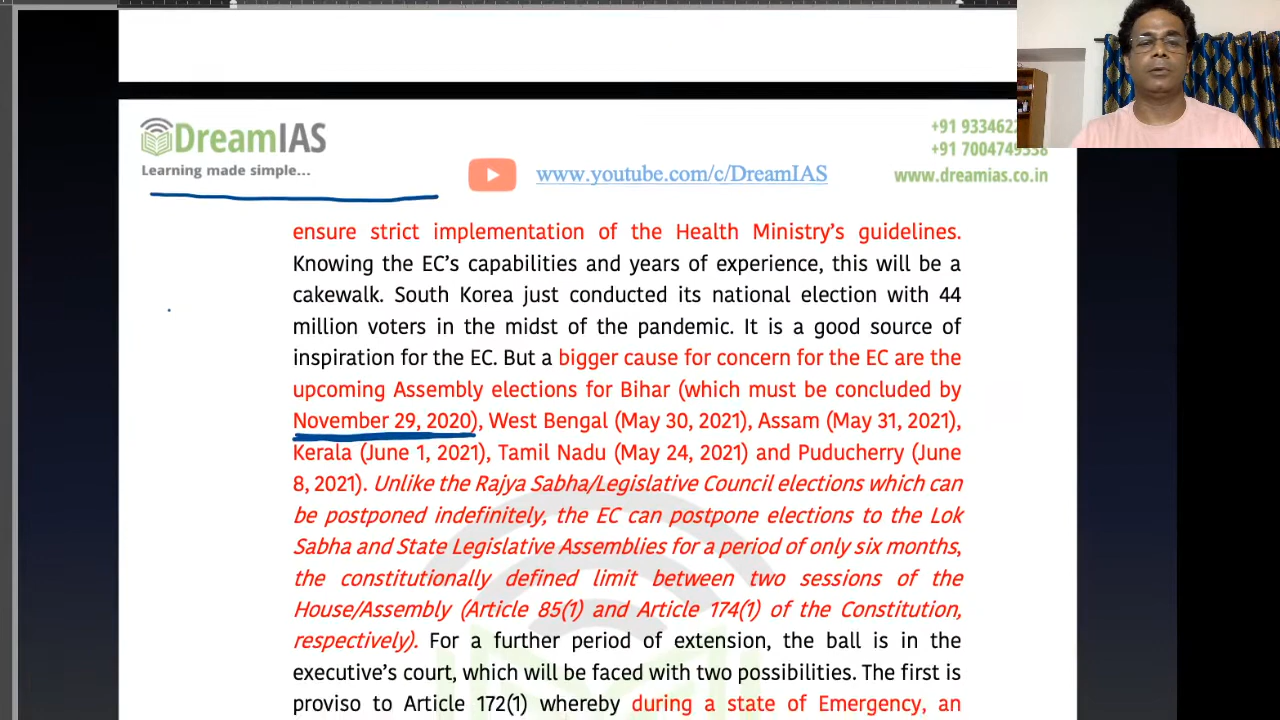 DreamIAS
Learning made simple...
www.youtube.com/c/DreamIAS
+91 933462
+91 7004749338
www.dreamias.co.in
ensure strict implementation of the Health Ministry's guidelines.
Knowing the EC's capabilities and years of experience, this will be a
cakewalk. South Korea just conducted its national election with 44
million voters in the midst of the pandemic. It is a good source of
inspiration for the EC. But a bigger cause for concern for the EC are the
upcoming Assembly elections for Bihar (which must be concluded by
November 29, 2020), West Bengal (May 30, 2021), Assam (May 31, 2021),
Kerala (June 1, 2021), Tamil Nadu (May 24, 2021) and Puducherry (June
8, 2021). Unlike the Rajya Sabha/Legislative Council elections which can
be postponed indefinitely, the EC can postpone elections to the Lok
Sabha and State Legislative Assemblies for a period of only six months,
the constitutionally defined limit between two sessions of the
House/Assembly (Article 85(1) and Article 174(1) of the Constitution,
respectively). For a further period of extension, the ball is in the
executive's court, which will be faced with two possibilities. The first is
proviso to Article 172(1) whereby during a state of Emergency, an